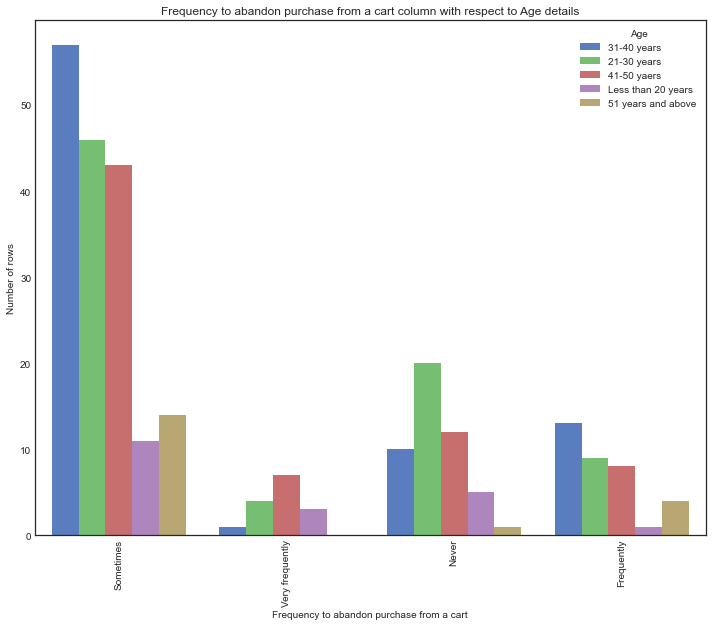 Frequency to abandon purchase from a cart column with respect to Age details
Age
31-40 years
21-30 years
41-50 yaers
Less than 20 years
51 years and above
Number of rows
50
40
30
20
10
0
Sometimes
Very frequently
Never
Frequently
Frequency to abandon purchase from a cart